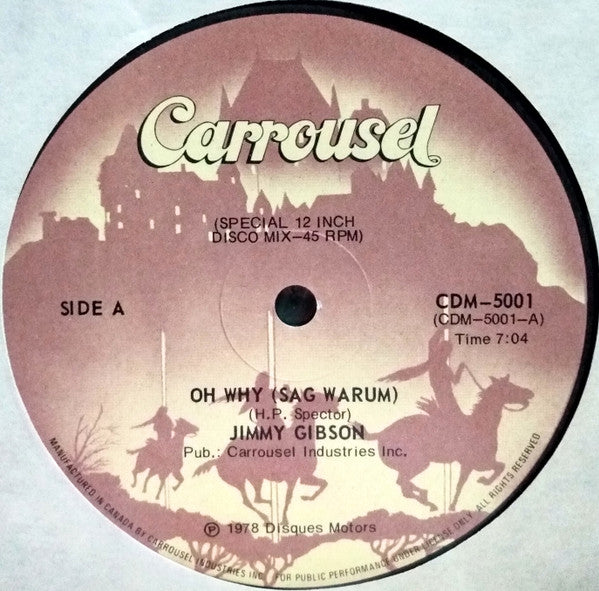 Carrousel
(SPECIAL 12 INCH
DISCO MIX—45 RPM)
SIDE A
CDM—5001
(CDM—5001—A)
Time 7:04
OH WHY (SAG WARUM)
(H.P. Spector)
JIMMY GIBSON
Pub.: Carrousel Industries Inc.
℗ 1978 Disques Motors
MANUFACTURED IN CANADA BY CARROUSEL INDUSTRIES INC. FOR PUBLIC PERFORMANCE UNDER LICENSE ONLY. ALL RIGHTS RESERVED